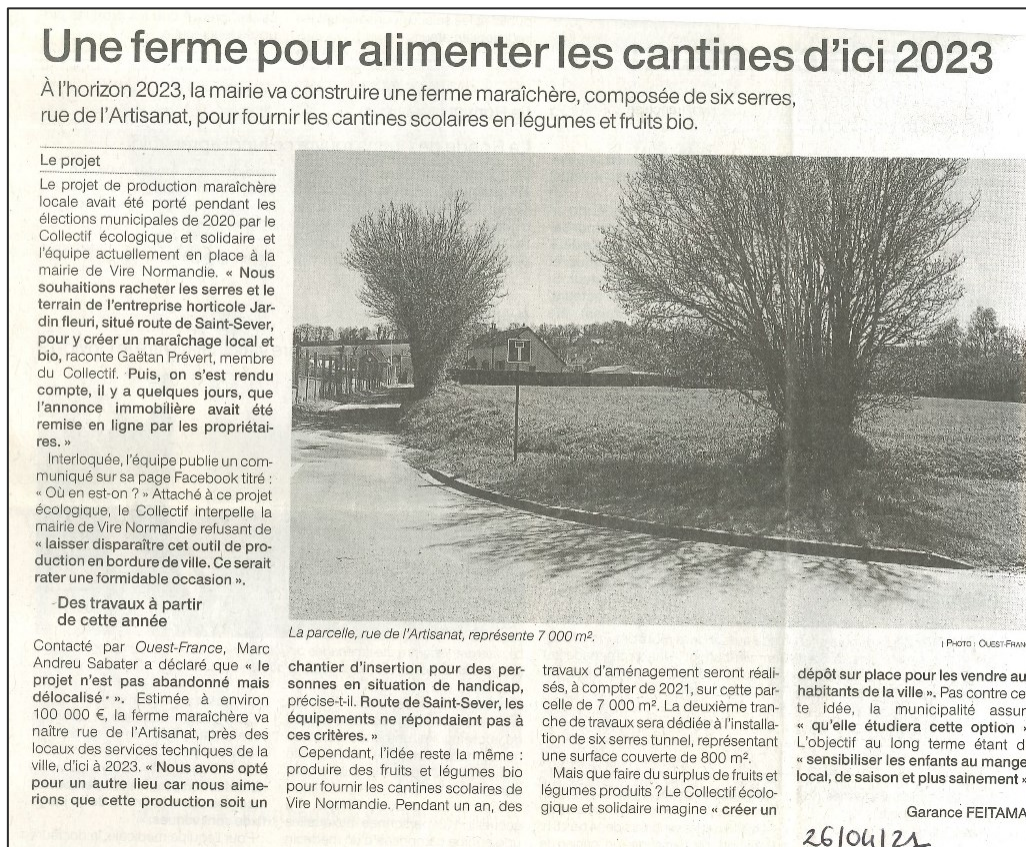 Une ferme pour alimenter les cantines d'ici 2023
À l'horizon 2023, la mairie va construire une ferme maraîchère, composée de six serres,
rue de l'Artisanat, pour fournir les cantines scolaires en légumes et fruits bio.
Le projet
Le projet de production maraîchère
locale avait été porté pendant les
élections municipales de 2020 par le
Collectif écologique et solidaire et
l'équipe actuellement en place à la
mairie de Vire Normandie. « Nous
souhaitions racheter les serres et le
terrain de l'entreprise horticole Jar-
din fleuri, situé route de Saint-Sever,
pour y créer un maraîchage local et
bio, raconte Gaëtan Prévert, membre
du Collectif. Puis, on s'est rendu
compte, il y a quelques jours, que
l'annonce immobilière avait été
remise en ligne par les propriétai-
res. »
Interloquée, l'équipe publie un com-
muniqué sur sa page Facebook titré :
« Où en est-on ? » Attaché à ce projet
écologique, le Collectif interpelle la
mairie de Vire Normandie refusant de
« laisser disparaître cet outil de pro-
duction en bordure de ville. Ce serait
rater une formidable occasion ».
Des travaux à partir
de cette année
Contacté par Ouest-France, Marc
Andreu Sabater a déclaré que « le
projet n'est pas abandonné mais
délocalisé ». Estimée à environ
100 000 €, la ferme maraîchère va
naître rue de l'Artisanat, près des
locaux des services techniques de la
ville, d'ici à 2023. « Nous avons opté
pour un autre lieu car nous aime-
rions que cette production soit un
La parcelle, rue de l'Artisanat, représente 7 000 m².
| PHOTO : OUEST-FRAN
chantier d'insertion pour des per-
sonnes en situation de handicap,
précise-t-il. Route de Saint-Sever, les
équipements ne répondaient pas à
ces critères. »
Cependant, l'idée reste la même :
produire des fruits et légumes bio
pour fournir les cantines scolaires de
Vire Normandie. Pendant un an, des
travaux d'aménagement seront réali-
sés, à compter de 2021, sur cette par-
celle de 7 000 m². La deuxième tran-
che de travaux sera dédiée à l'installa-
tion de six serres tunnel, représentant
une surface couverte de 800 m².
Mais que faire du surplus de fruits et
légumes produits ? Le Collectif écolo-
gique et solidaire imagine « créer un
dépôt sur place pour les vendre au
habitants de la ville ». Pas contre ce
te idée, la municipalité assur
« qu'elle étudiera cette option »
L'objectif au long terme étant d
« sensibiliser les enfants au mange
local, de saison et plus sainement »
Garance FEITAMA
26/04/21